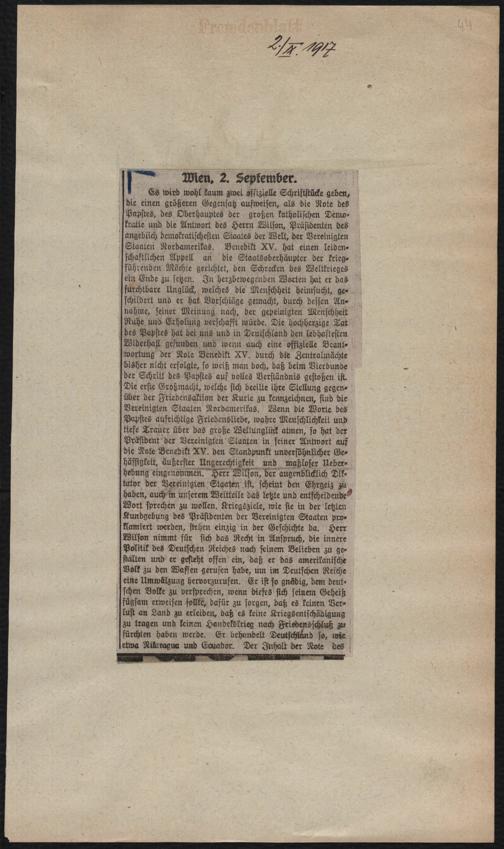 Fremdenblatt
44
2./IX. 1917
Wien, 2. September.
Es wird wohl kaum zwei offizielle Schriftstücke geben,
die einen größeren Gegensatz aufweisen, als die Note des
Papstes, des Oberhauptes der großen katholischen Demo-
kratie und die Antwort des Herrn Wilson, Präsidenten des
angeblich demokratischesten Staates der Welt, der Vereinigten
Staaten Nordamerikas. Benedikt XV. hat einen leiden-
schaftlichen Appell an die Staatsoberhäupter der krieg-
führenden Mächte gerichtet, den Schrecken des Weltkrieges
ein Ende zu setzen. In herzbewegenden Worten hat er das
furchtbare Unglück, welches die Menschheit heimsucht, ge-
schildert und er hat Vorschläge gemacht, durch dessen An-
nahme, seiner Meinung nach, der gepeinigten Menschheit
Ruhe und Erholung verschafft würde. Die hochherzige Tat
des Papstes hat bei uns und in Deutschland den lebhaftesten
Widerhall gefunden und wenn auch eine offizielle Beant-
wortung der Note Benedikt XV. durch die Zentralmächte
bisher nicht erfolgte, so weiß man doch, daß beim Vierbunde
der Schritt des Papstes auf volles Verständnis gestoßen ist.
Die erste Großmacht, welche sich beeilte ihre Stellung gegen-
über der Friedensaktion der Kurie zu kennzeichnen, sind die
Vereinigten Staaten Nordamerikas. Wenn die Worte des
Papstes aufrichtige Friedensliebe, wahre Menschlichkeit und
tiefe Trauer über das große Weltunglück atmen, so hat der
Präsident der Vereinigten Staaten in seiner Antwort auf
die Note Benedikt XV. den Standpunkt unversöhnlicher Ge-
hässigkeit, äußerster Ungerechtigkeit und maßloser Ueber-
hebung eingenommen. Herr Wilson, der augenblicklich Dik-
tator der Vereinigten Staaten ist, scheint den Ehrgeiz zu
haben, auch in unserem Weltteile das letzte und entscheidende
Wort sprechen zu wollen. Kriegsziele, wie sie in der letzten
Kundgebung des Präsidenten der Vereinigten Staaten pro-
klamiert werden, stehen einzig in der Geschichte da. Herr
Wilson nimmt für sich das Recht in Anspruch, die innere
Politik des Deutschen Reiches nach seinem Belieben zu ge-
stalten und er gesteht offen ein, daß er das amerikanische
Volk zu den Waffen gerufen habe, um im Deutschen Reiche
eine Umwälzung hervorzurufen. Er ist so gnädig, dem deut-
schen Volke zu versprechen, wenn dieses sich seinem Geheiß
fügsam erweisen sollte, dafür zu sorgen, daß es keinen Ver-
lust an Land zu erleiden, daß es keine Kriegsentschädigung
zu tragen und keinen Handelskrieg nach Friedensschluß zu
fürchten haben werde. Er behandelt Deutschland so, wie
etwa Nikaragua und Ecuador. Der Inhalt der Note des